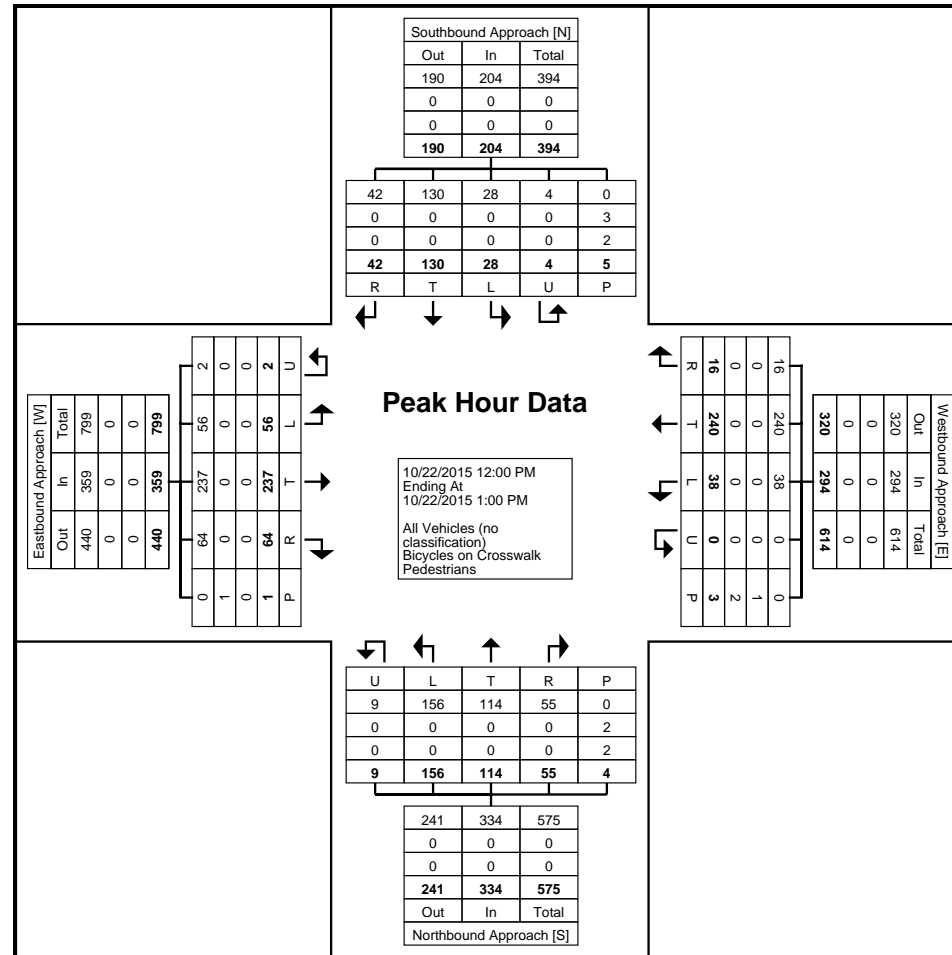 Southbound Approach [N]
Out In Total
190 204 394
0 0 0
0 0 0
190 204 394
42 130 28 4 0
0 0 0 0 3
0 0 0 0 2
42 130 28 4 5
R T L U P
Eastbound Approach [W]
Out In Total
440 359 799
0 0 0
0 0 0
440 359 799
2 56 237 64 0
0 0 0 0 1
0 0 0 0 0
2 56 237 64 1
U L T R P
Peak Hour Data
10/22/2015 12:00 PM
Ending At
10/22/2015 1:00 PM
All Vehicles (no
classification)
Bicycles on Crosswalk
Pedestrians
R T L U P
16 240 38 0 3
0 0 0 0 2
0 0 0 0 1
16 240 38 0 0
320 294 614
0 0 0
0 0 0
320 294 614
Out In Total
Westbound Approach [E]
U L T R P
9 156 114 55 0
0 0 0 0 2
0 0 0 0 2
9 156 114 55 4
241 334 575
0 0 0
0 0 0
241 334 575
Out In Total
Northbound Approach [S]